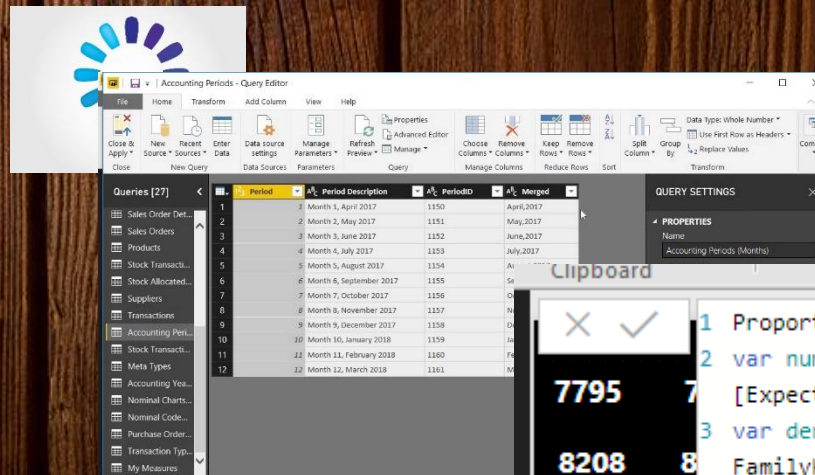 Accounting Periods - Query Editor
File Home Transform Add Column View Help
Close & Apply New Source Recent Sources Enter Data Data source settings Manage Parameters Refresh Preview Properties Advanced Editor Manage Choose Columns Remove Columns Keep Rows Remove Rows Split Column Group By Data Type: Whole Number Use First Row as Headers Replace Values
Close New Query Data Sources Parameters Query Manage Columns Reduce Rows Sort Transform
Queries [27]
Sales Order Det...
Sales Orders
Products
Stock Transacti...
Stock Allocated...
Suppliers
Transactions
Accounting Peri...
Stock Transacti...
Meta Types
Accounting Yea...
Nominal Charts...
Nominal Code...
Purchase Order...
Transaction Typ...
My Measures
Period Period Description PeriodID Merged
1 1 Month 1, April 2017 1150 April,2017
2 2 Month 2, May 2017 1151 May,2017
3 3 Month 3, June 2017 1152 June,2017
4 4 Month 4, July 2017 1153 July,2017
5 5 Month 5, August 2017 1154
6 6 Month 6, September 2017 1155
7 7 Month 7, October 2017 1156
8 8 Month 8, November 2017 1157
9 9 Month 9, December 2017 1158
10 10 Month 10, January 2018 1159
11 11 Month 11, February 2018 1160
12 12 Month 12, March 2018 1161
QUERY SETTINGS
PROPERTIES
Name
Accounting Periods (Months)
Clipboard
1 Proport
2 var num
[Expect
3 var den
7795 7
8208 8